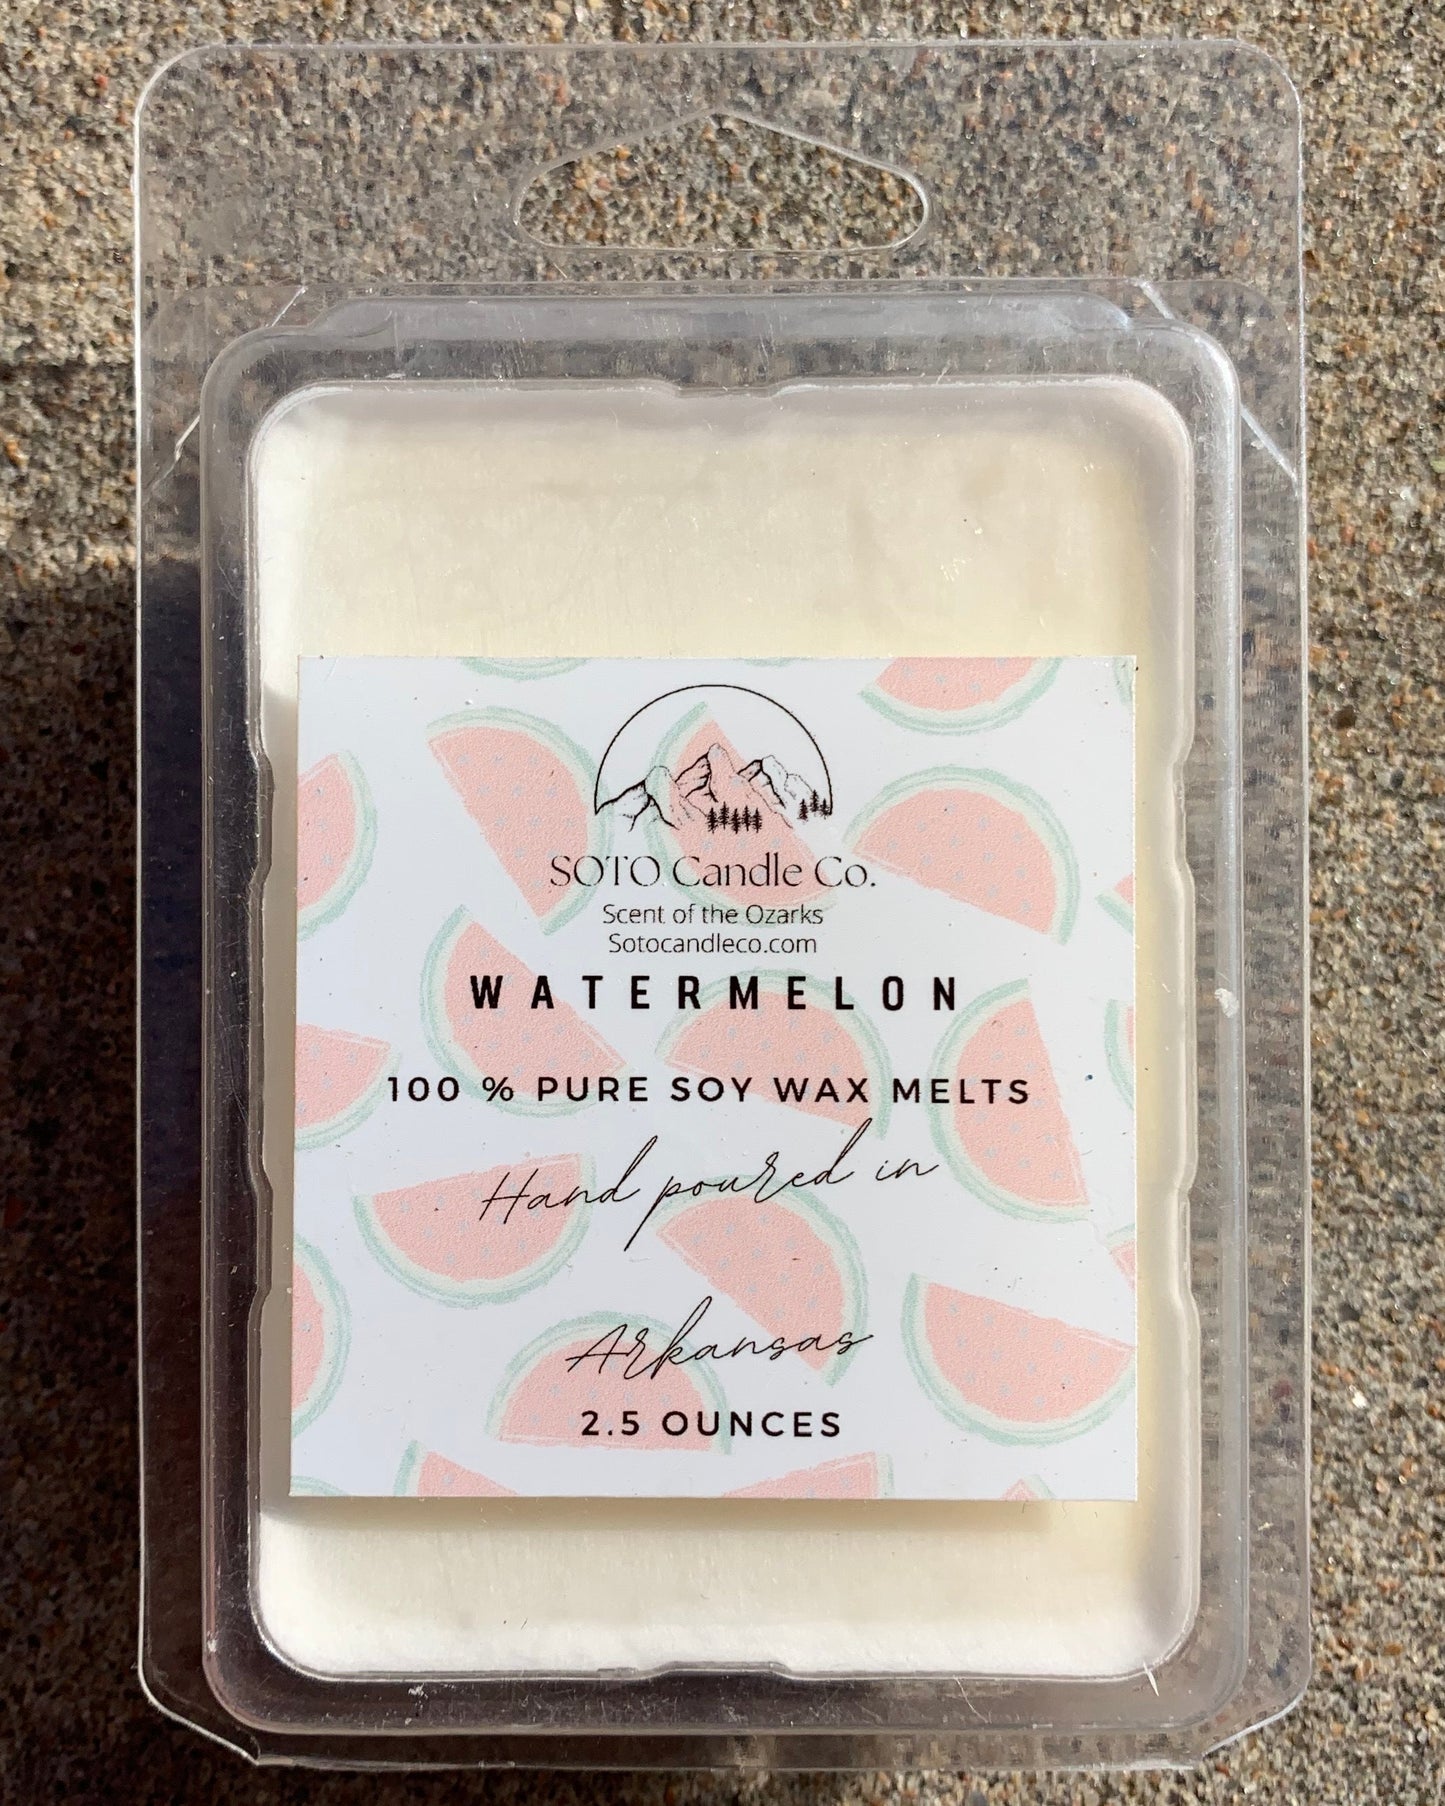 SOTO Candle Co.
Scent of the Ozarks
Sotocandleco.com
WATERMELON
100 % PURE SOY WAX MELTS
Hand poured in
Arkansas
2.5 OUNCES